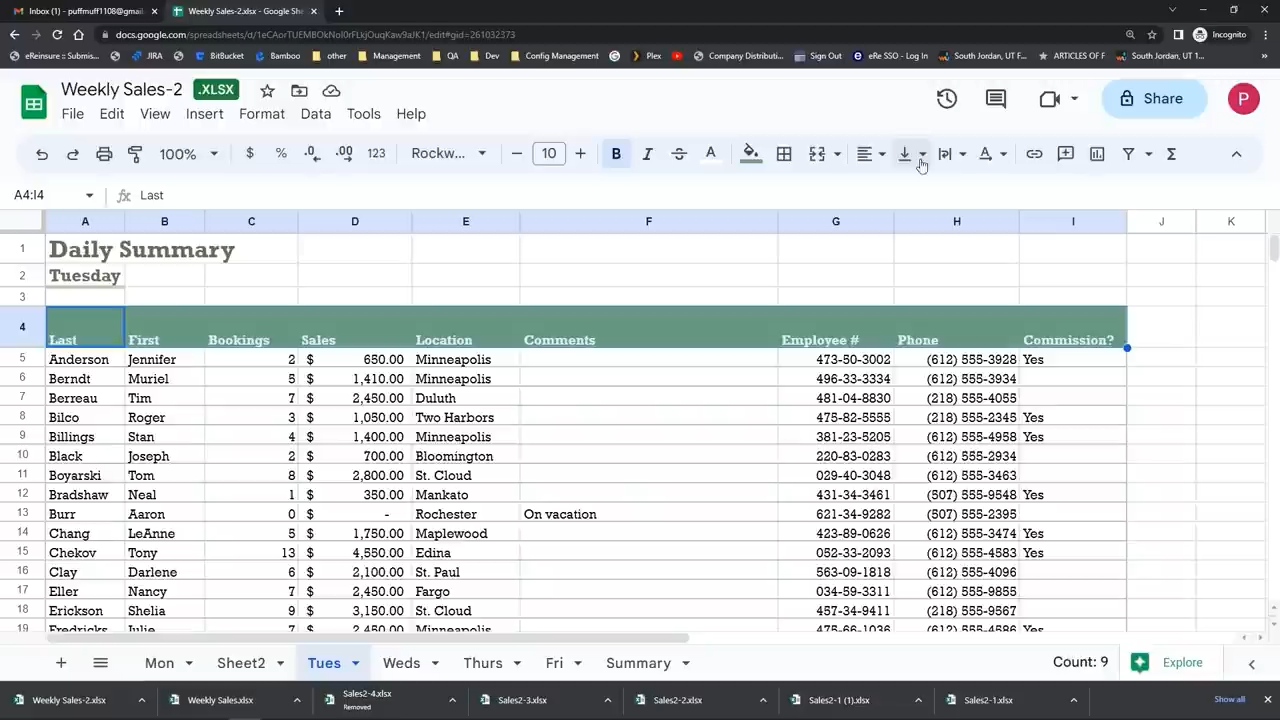 Inbox (1) - puffmuff1108@gmail.
Weekly Sales-2.xlsx - Google She
docs.google.com/spreadsheets/d/1eCAorTUEMBOkNol0rFLkjOuqKaw9aJK1/edit#gid=261032373
Incognito
eReinsure :: Submis...
JIRA
BitBucket
Bamboo
other
Management
QA
Dev
Config Management
Plex
Company Distributi...
Sign Out
eRe SSO - Log In
South Jordan, UT F...
ARTICLES OF F
South Jordan, UT 1...
»
Weekly Sales-2 .XLSX
File Edit View Insert Format Data Tools Help
Share
P
100% $ % .0 .00 123 Rockw... − 10 + B I S A Σ
A4:I4 fx Last
A B C D E F G H I J K
1 Daily Summary
2 Tuesday
3
4 Last First Bookings Sales Location Comments Employee # Phone Commission?
5 Anderson Jennifer 2 $ 650.00 Minneapolis 473-50-3002 (612) 555-3928 Yes
6 Berndt Muriel 5 $ 1,410.00 Minneapolis 496-33-3334 (612) 555-3934
7 Berreau Tim 7 $ 2,450.00 Duluth 481-04-8830 (218) 555-4055
8 Bilco Roger 3 $ 1,050.00 Two Harbors 475-82-5555 (218) 555-2345 Yes
9 Billings Stan 4 $ 1,400.00 Minneapolis 381-23-5205 (612) 555-4958 Yes
10 Black Joseph 2 $ 700.00 Bloomington 220-83-0283 (612) 555-2934
11 Boyarski Tom 8 $ 2,800.00 St. Cloud 029-40-3048 (612) 555-3463
12 Bradshaw Neal 1 $ 350.00 Mankato 431-34-3461 (507) 555-9548 Yes
13 Burr Aaron 0 $ - Rochester On vacation 621-34-9282 (507) 555-2395
14 Chang LeAnne 5 $ 1,750.00 Maplewood 423-89-0626 (612) 555-3474 Yes
15 Chekov Tony 13 $ 4,550.00 Edina 052-33-2093 (612) 555-4583 Yes
16 Clay Darlene 6 $ 2,100.00 St. Paul 563-09-1818 (612) 555-4096
17 Eller Nancy 7 $ 2,450.00 Fargo 034-59-3311 (612) 555-9855
18 Erickson Shelia 9 $ 3,150.00 St. Cloud 457-34-9411 (218) 555-9567
19 Fredricks Julie 7 $ 2,450.00 Minneapolis 475-66-1036 (612) 555-4586 Yes
+ Mon Sheet2 Tues Weds Thurs Fri Summary Count: 9 Explore
Weekly Sales-2.xlsx
Weekly Sales.xlsx
Sales2-4.xlsx
Removed
Sales2-3.xlsx
Sales2-2.xlsx
Sales2-1 (1).xlsx
Sales2-1.xlsx
Show all